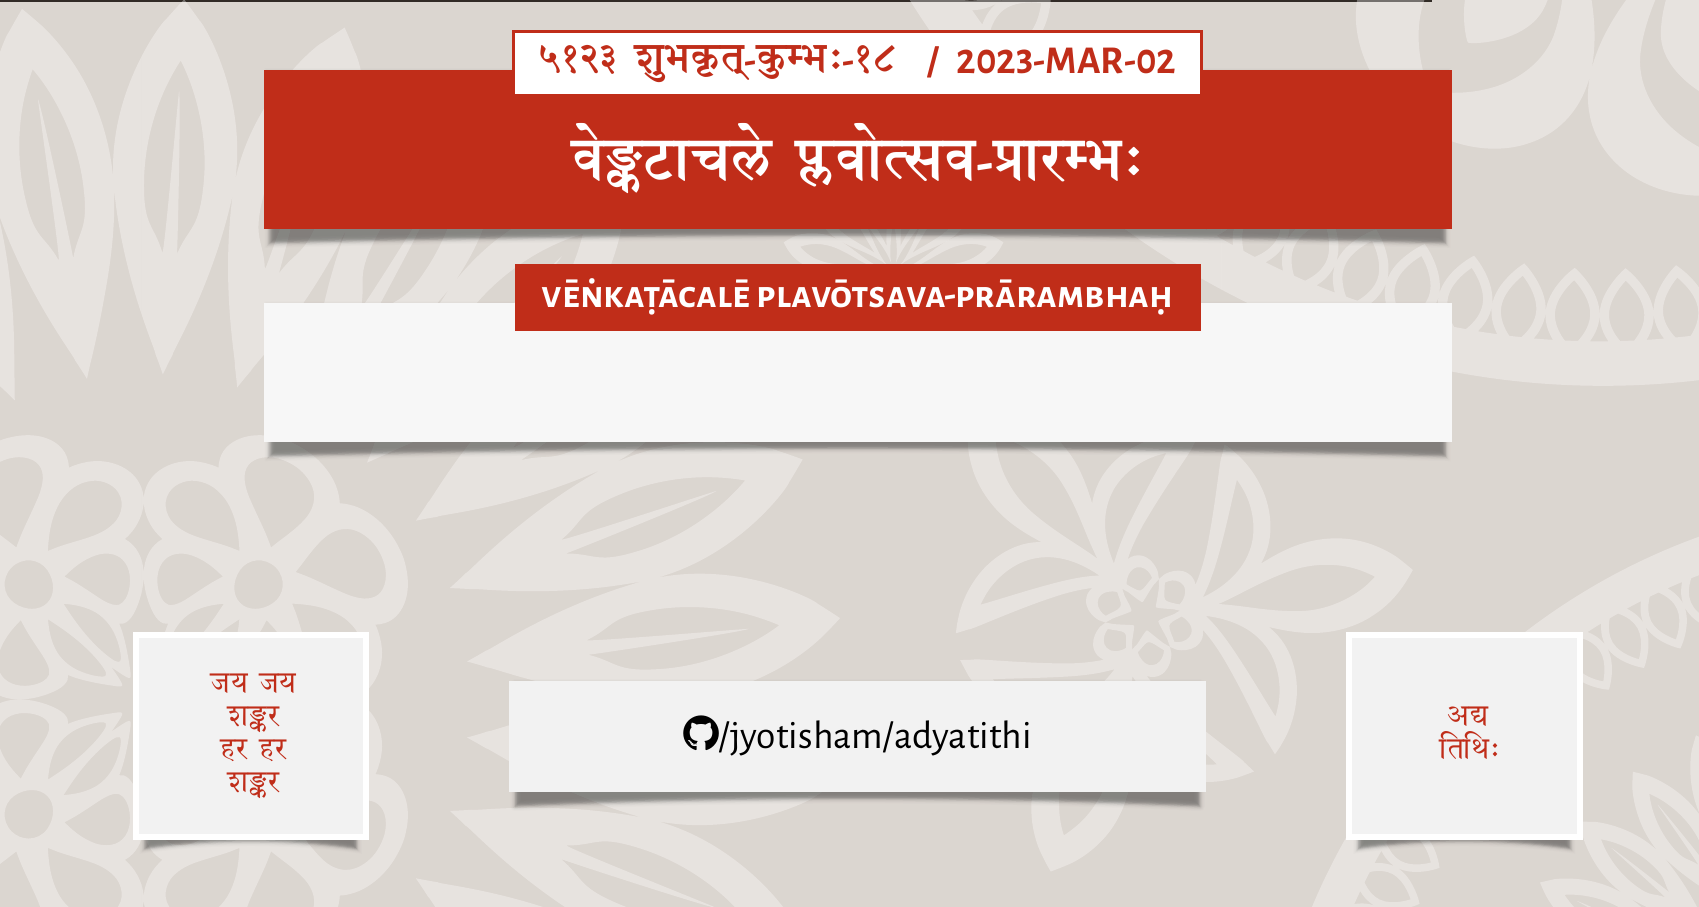 ५१२३ शुभकृत्-कुम्भः-१८ / 2023-MAR-02
वेङ्कटाचले प्लवोत्सव-प्रारम्भः
VĒṄKAṬĀCALĒ PLAVŌTSAVA-PRĀRAMBHAḤ
जय जय
शङ्कर
हर हर
शङ्कर
/jyotisham/adyatithi
अद्य
तिथिः